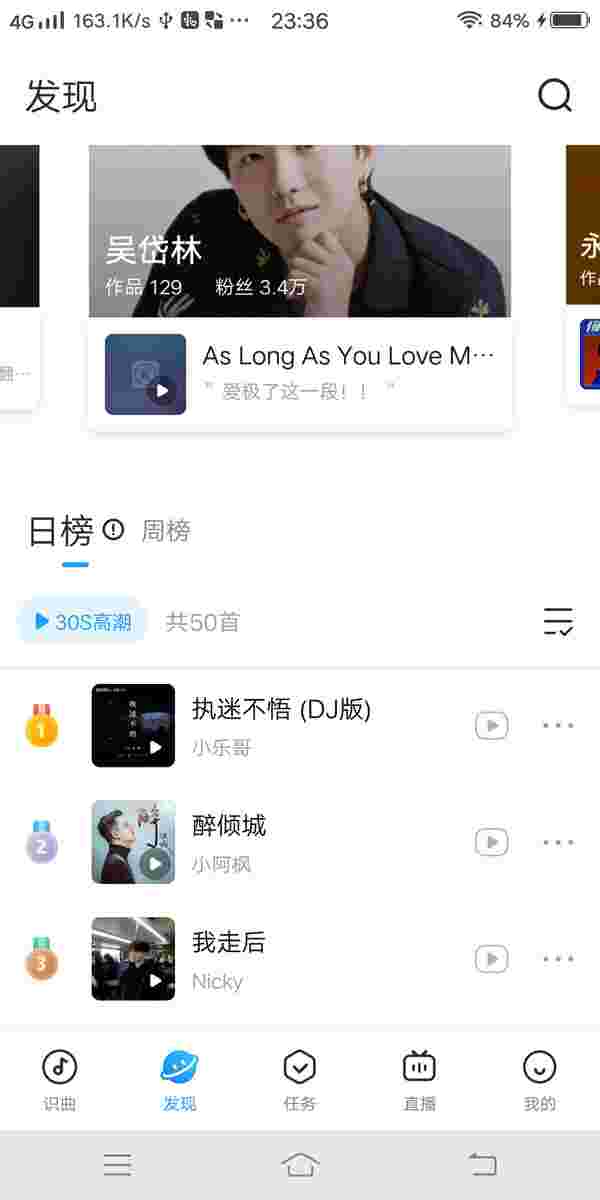 4G 163.1K/s ··· 23:36 84%
发现
吴岱林
作品 129 粉丝 3.4万
As Long As You Love M···
" 爱极了这一段！！ "
翻···
永
作
日榜 周榜
30S高潮 共50首
1 执迷不悟 (DJ版)
小乐哥
2 醉倾城
小阿枫
3 我走后
Nicky
识曲 发现 任务 直播 我的